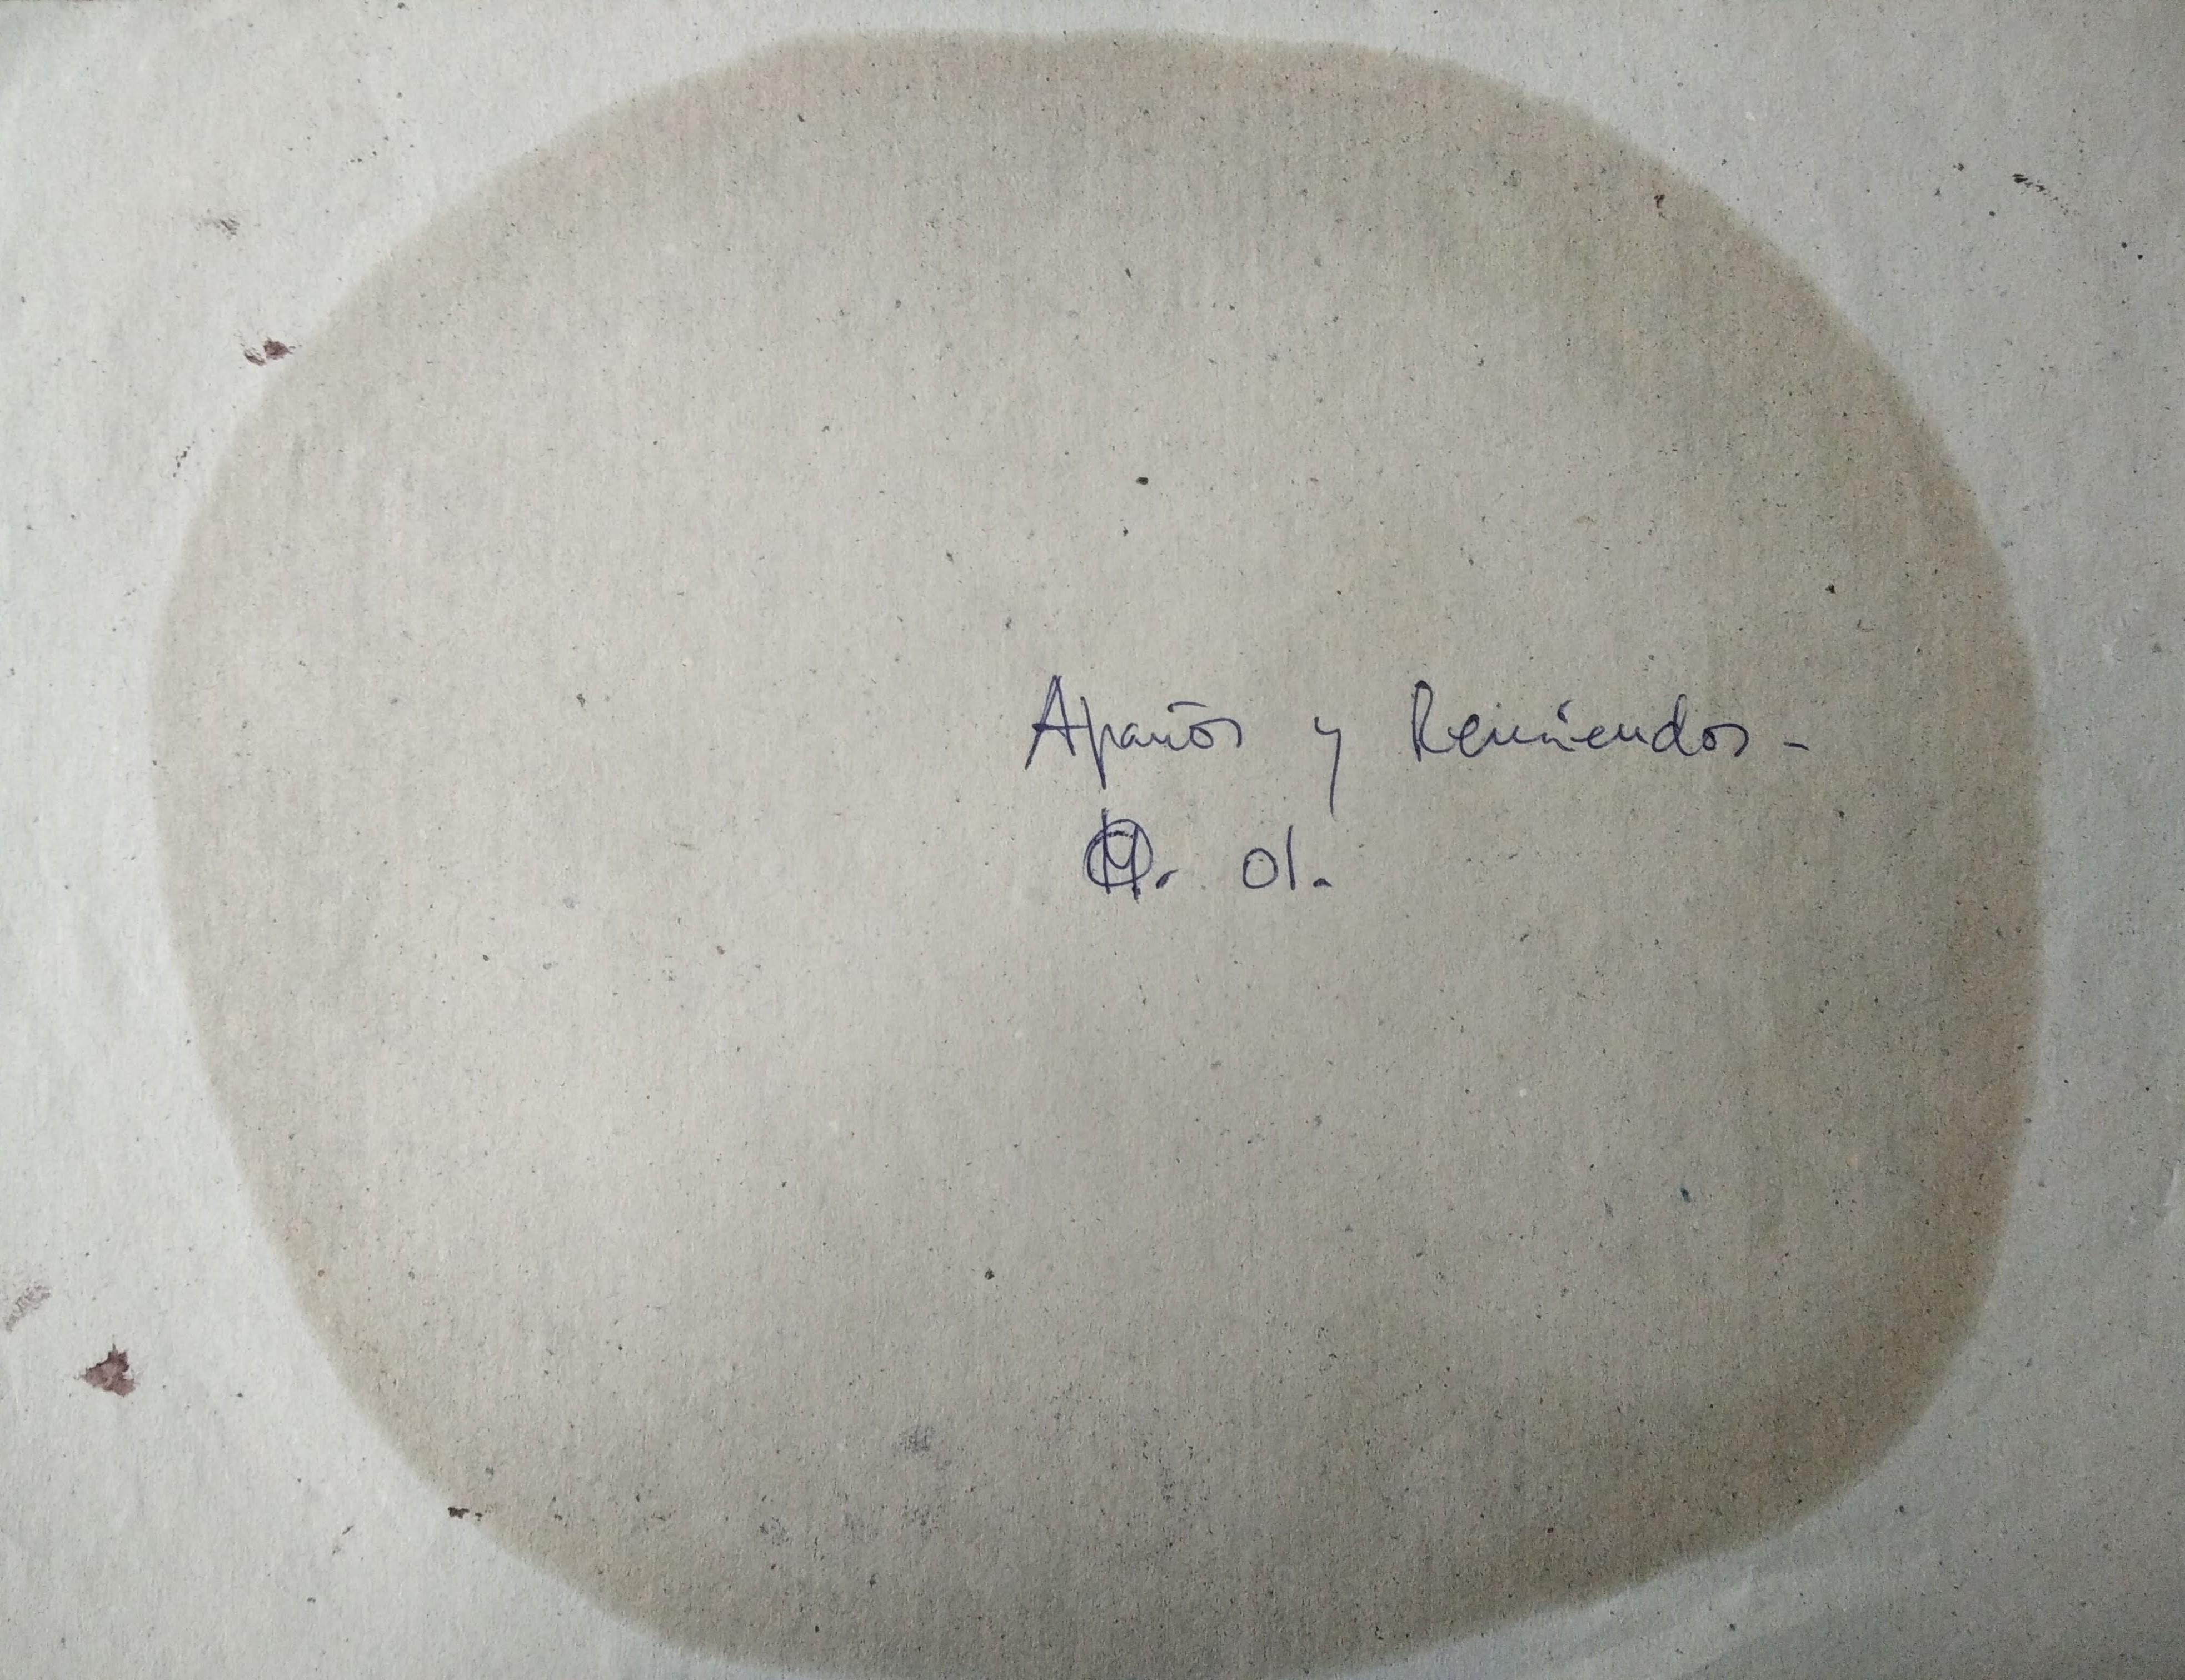 Apaños y Remiendos -
01.